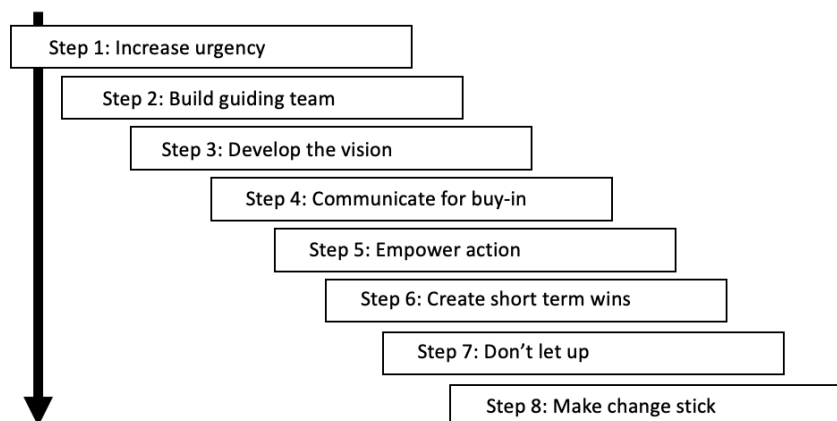 Step 1: Increase urgency
Step 2: Build guiding team
Step 3: Develop the vision
Step 4: Communicate for buy-in
Step 5: Empower action
Step 6: Create short term wins
Step 7: Don’t let up
Step 8: Make change stick